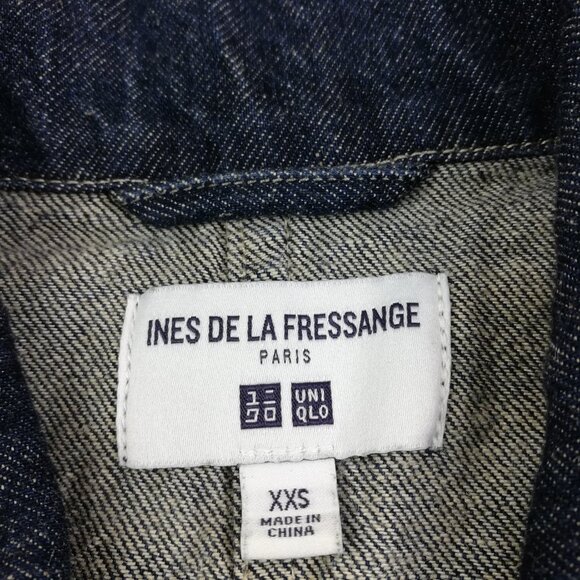 INES DE LA FRESSANGE
PARIS
ユニ UNI
クロ QLO
XXS
MADE IN
CHINA